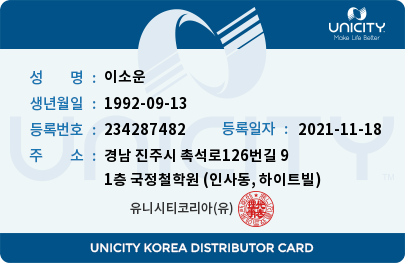 UNICITY
Make Life Better
성 명 : 이소운
생년월일 : 1992-09-13
등록번호 : 234287482 등록일자 : 2021-11-18
주 소 : 경남 진주시 촉석로126번길 9
1층 국정철학원 (인사동, 하이트빌)
유니시티코리아(유)
UNICITY
UNICITY KOREA DISTRIBUTOR CARD